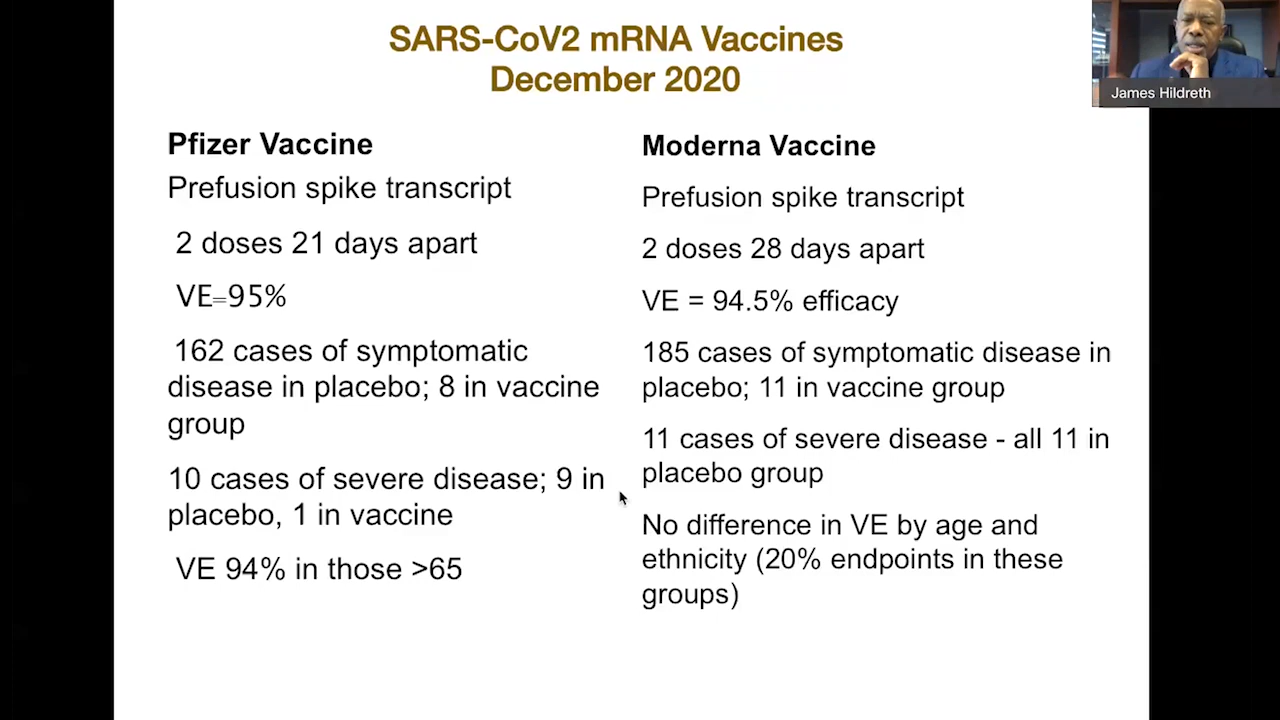 SARS-CoV2 mRNA Vaccines
December 2020
James Hildreth
Pfizer Vaccine
Prefusion spike transcript
2 doses 21 days apart
VE=95%
162 cases of symptomatic
disease in placebo; 8 in vaccine
group
10 cases of severe disease; 9 in
placebo, 1 in vaccine
VE 94% in those >65
Moderna Vaccine
Prefusion spike transcript
2 doses 28 days apart
VE = 94.5% efficacy
185 cases of symptomatic disease in
placebo; 11 in vaccine group
11 cases of severe disease - all 11 in
placebo group
No difference in VE by age and
ethnicity (20% endpoints in these
groups)